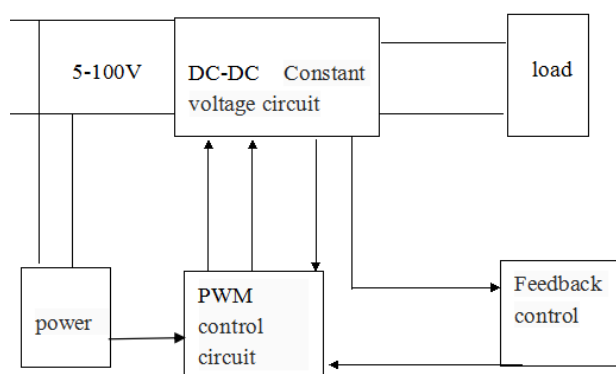 5-100V
DC-DC Constant
voltage circuit
load
power
PWM
control
circuit
Feedback
control